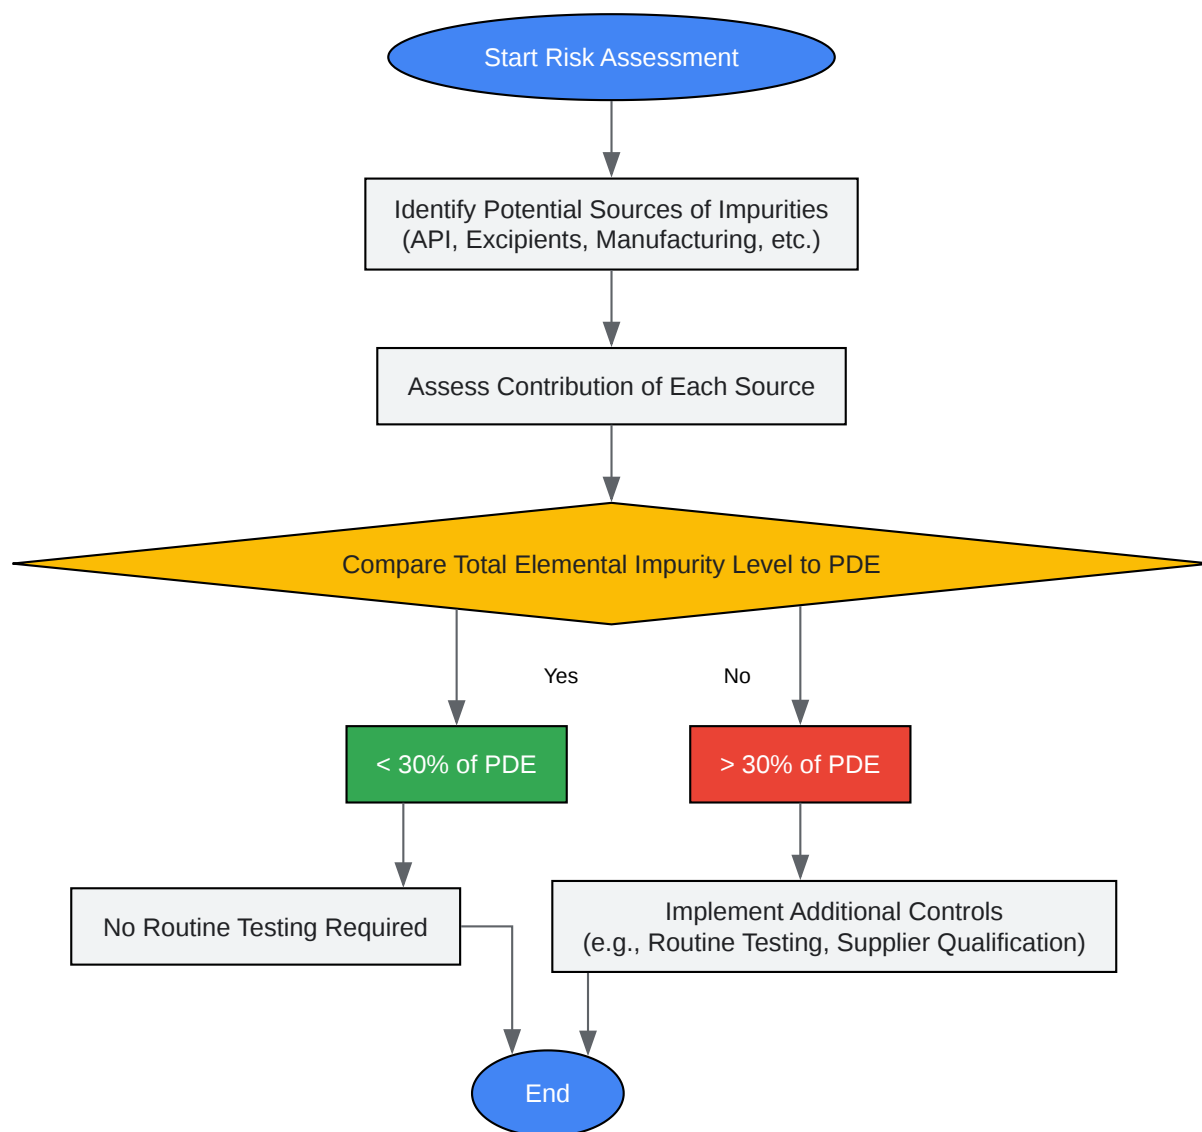 Start Risk Assessment
Identify Potential Sources of Impurities
(API, Excipients, Manufacturing, etc.)
Assess Contribution of Each Source
Compare Total Elemental Impurity Level to PDE
Yes
No
< 30% of PDE
> 30% of PDE
No Routine Testing Required
Implement Additional Controls
(e.g., Routine Testing, Supplier Qualification)
End